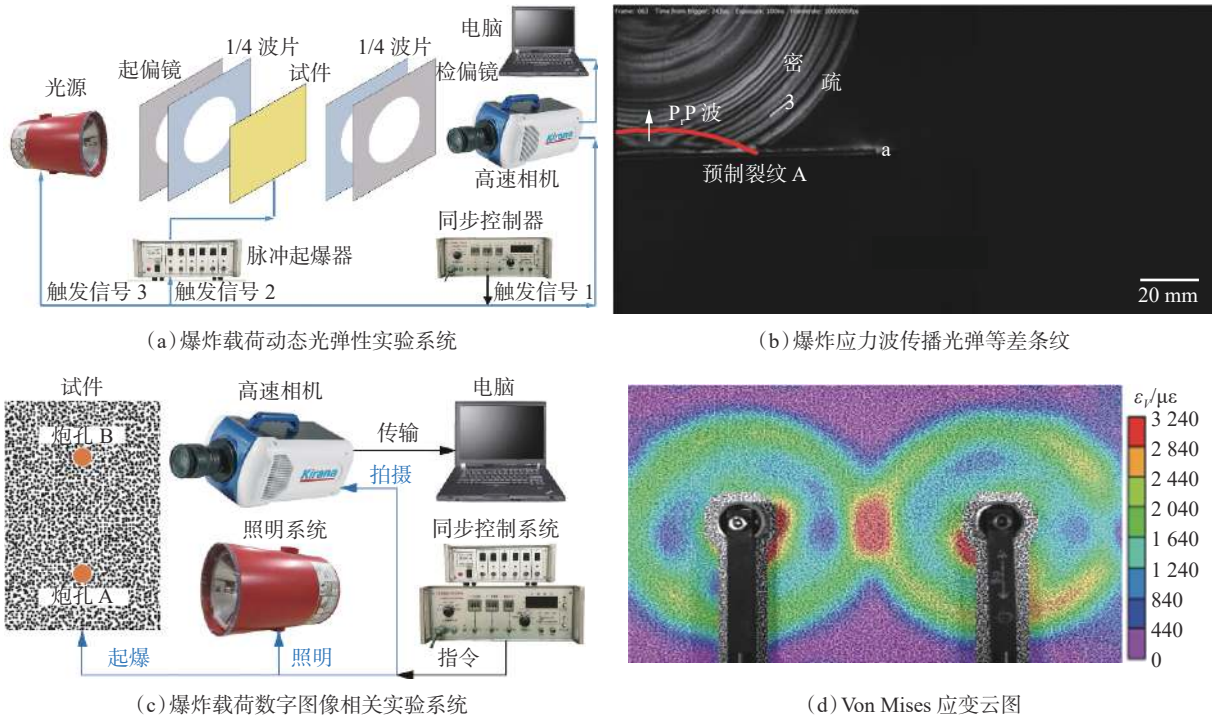 电脑
1/4 波片
1/4 波片
起偏镜
试件
检偏镜
光源
Kirana
高速相机
同步控制器
脉冲起爆器
触发信号 3
触发信号 2
触发信号 1
(a)爆炸载荷动态光弹性实验系统
密
疏
3
PrP 波
a
预制裂纹 A
20 mm
(b)爆炸应力波传播光弹等差条纹
试件
高速相机
电脑
炮孔 B
传输
Kirana
拍摄
照明系统
同步控制系统
炮孔 A
起爆
照明
指令
(c)爆炸载荷数字图像相关实验系统
3 240
2 840
2 440
2 040
1 640
1 240
840
440
0
(d)Von Mises 应变云图